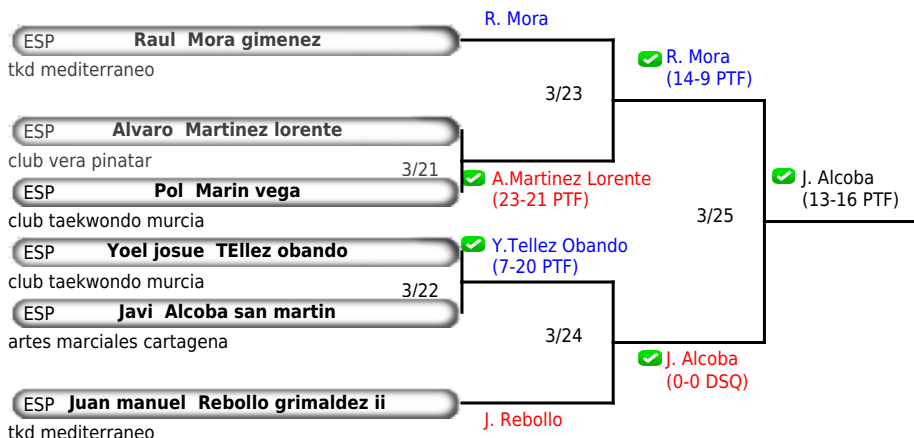 R. Mora
ESP Raul Mora gimenez
tkd mediterraneo
R. Mora
(14-9 PTF)
3/23
ESP Alvaro Martinez lorente
club vera pinatar
3/21
A.Martinez Lorente
(23-21 PTF)
ESP Pol Marin vega
club taekwondo murcia
J. Alcoba
(13-16 PTF)
3/25
ESP Yoel josue TEllez obando
club taekwondo murcia
Y.Tellez Obando
(7-20 PTF)
3/22
ESP Javi Alcoba san martin
artes marciales cartagena
3/24
J. Alcoba
(0-0 DSQ)
ESP Juan manuel Rebollo grimaldez ii
tkd mediterraneo
J. Rebollo